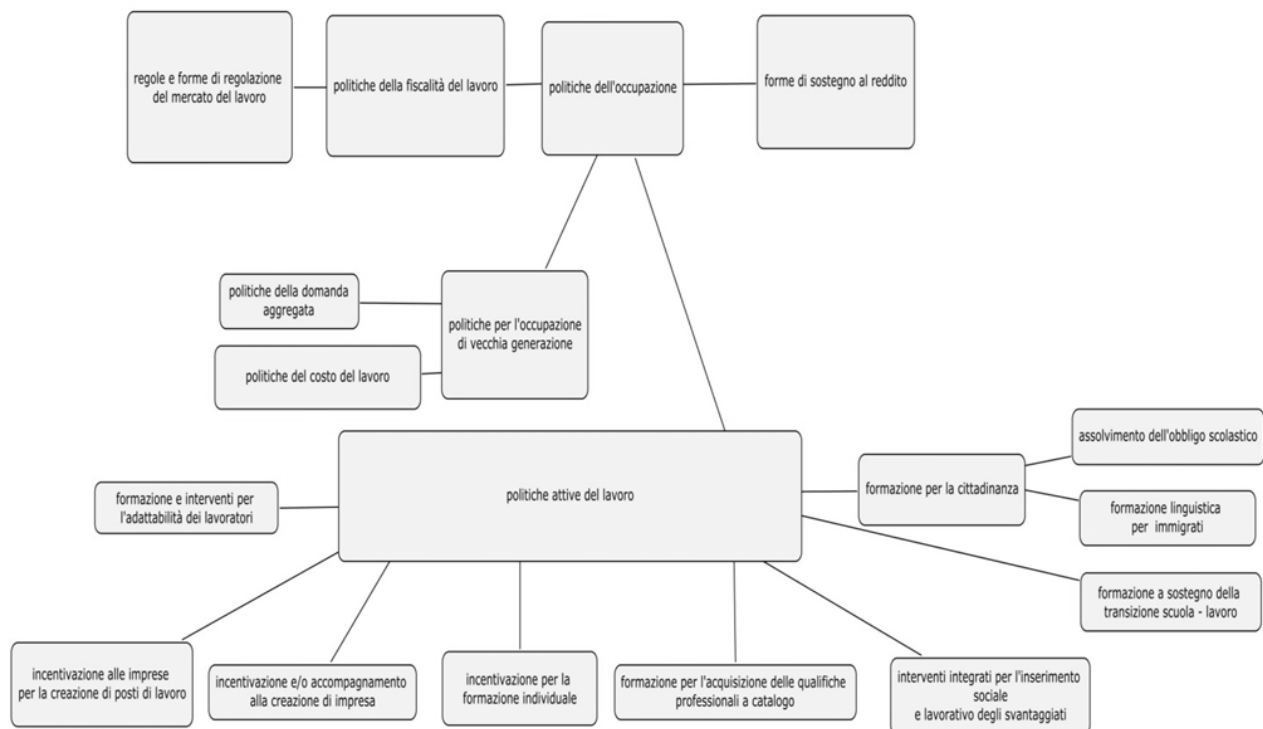 regole e forme di regolazione
del mercato del lavoro
politiche della fiscalità del lavoro
politiche dell'occupazione
forme di sostegno al reddito
politiche della domanda
aggregata
politiche per l'occupazione
di vecchia generazione
politiche del costo del lavoro
assolvimento dell'obbligo scolastico
formazione per la cittadinanza
politiche attive del lavoro
formazione e interventi per
l'adattabilità dei lavoratori
formazione linguistica
per immigrati
formazione a sostegno della
transizione scuola - lavoro
incentivazione alle imprese
per la creazione di posti di lavoro
incentivazione e/o accompagnamento
alla creazione di impresa
incentivazione per la
formazione individuale
formazione per l'acquisizione delle qualifiche
professionali a catalogo
interventi integrati per l'inserimento
sociale
e lavorativo degli svantaggiati